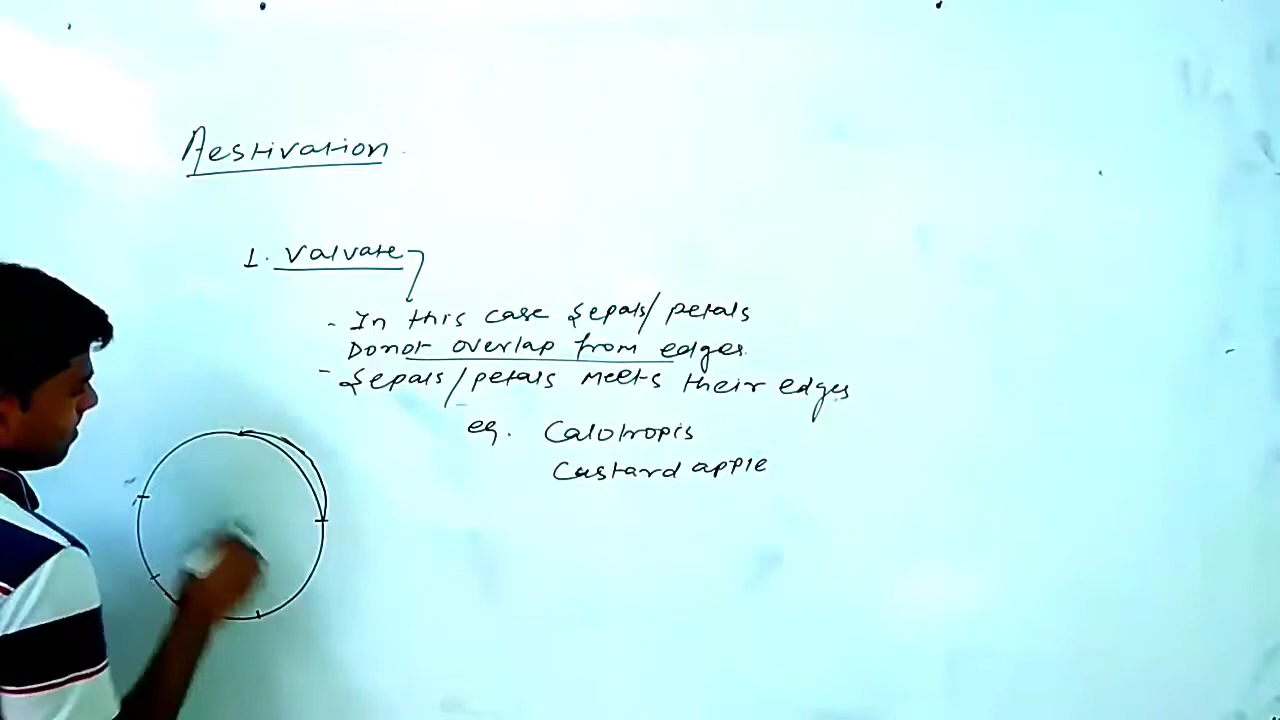 Aestivation
1. Valvate
- In this case sepals/petals
Donot overlap from edges.
- Sepals/petals meets their edges
eg. Calotropis
Custard apple